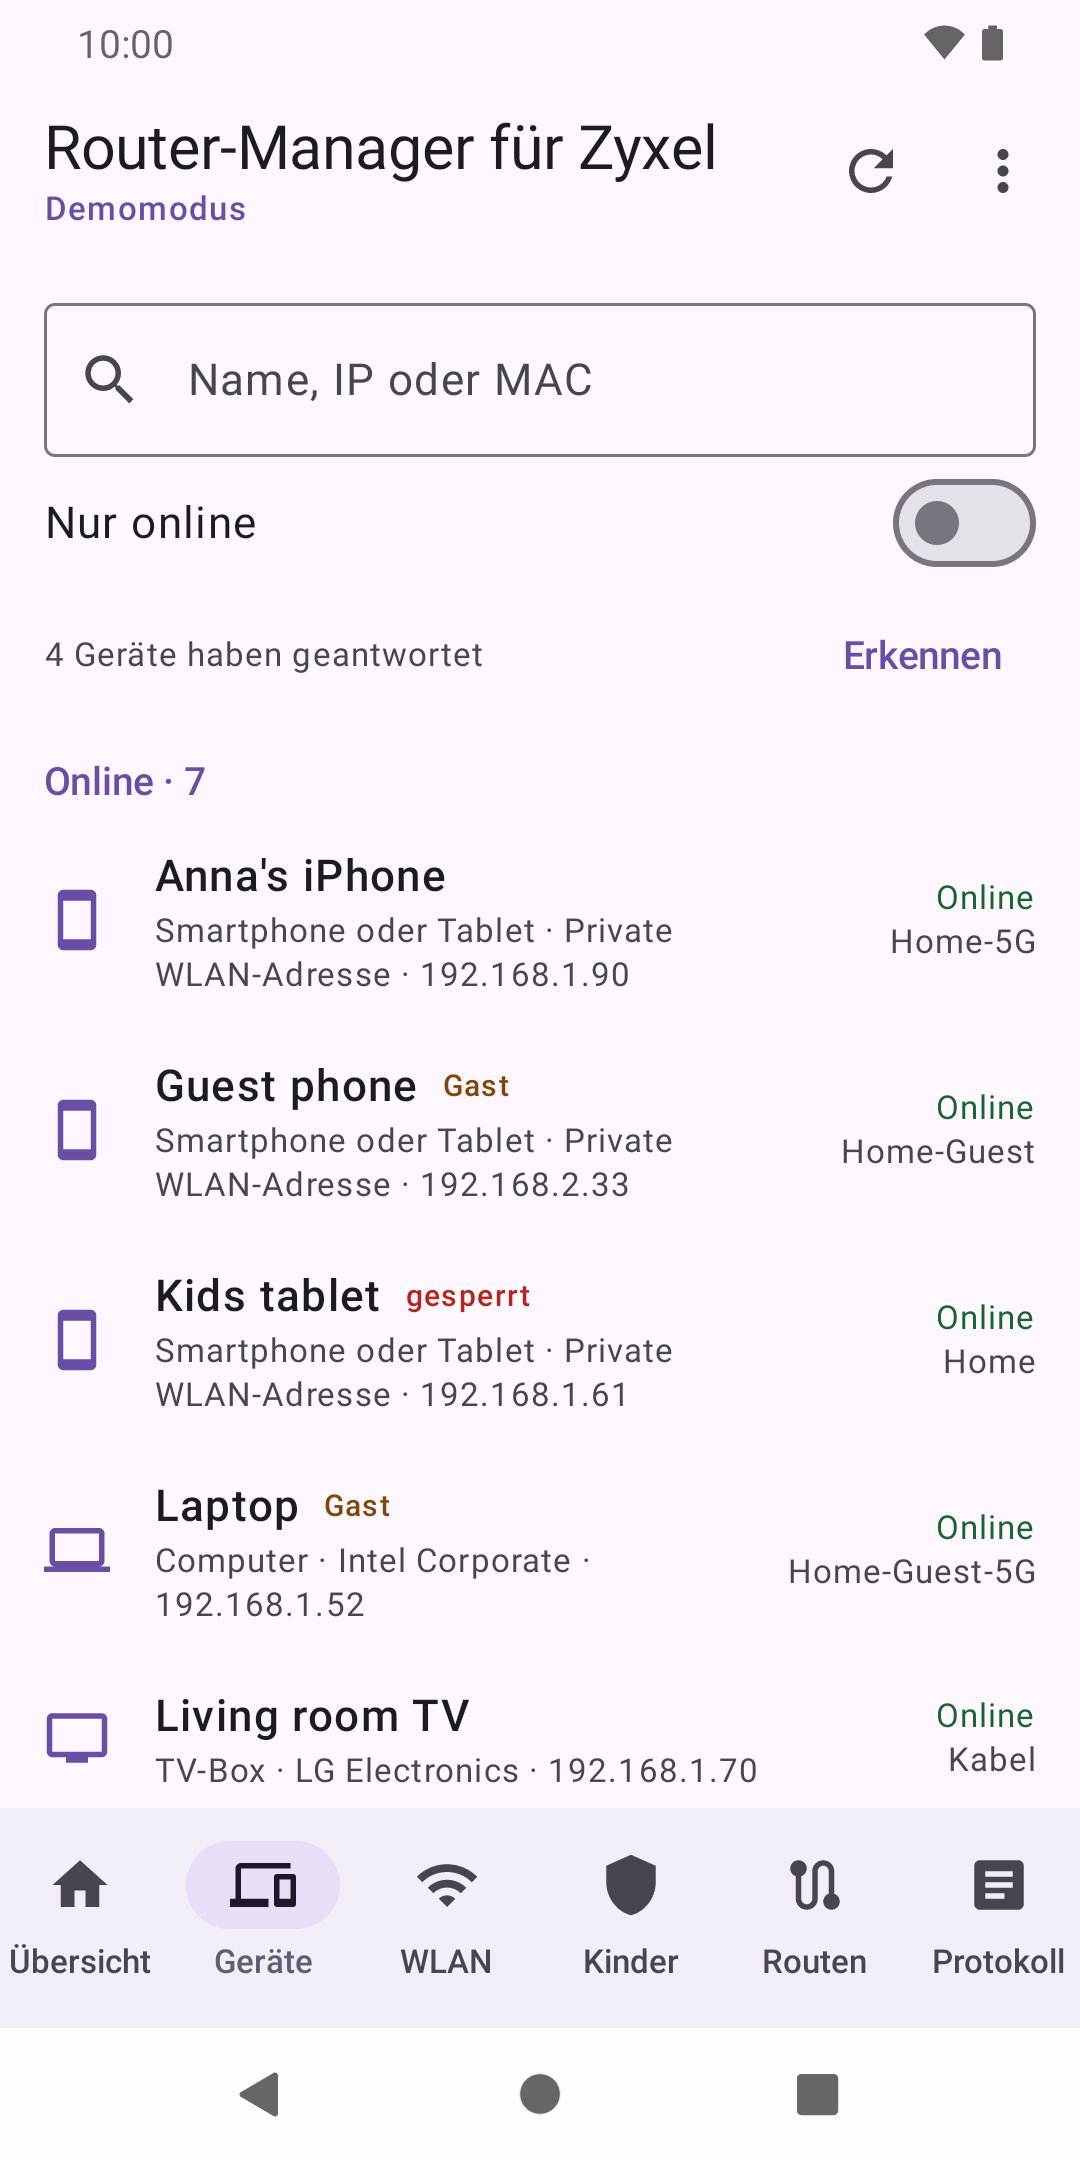 10:00
Router-Manager für Zyxel
Demomodus
Name, IP oder MAC
Nur online
4 Geräte haben geantwortet
Erkennen
Online · 7
Anna's iPhone
Smartphone oder Tablet · Private
WLAN-Adresse · 192.168.1.90
Online
Home-5G
Guest phone Gast
Smartphone oder Tablet · Private
WLAN-Adresse · 192.168.2.33
Online
Home-Guest
Kids tablet gesperrt
Smartphone oder Tablet · Private
WLAN-Adresse · 192.168.1.61
Online
Home
Laptop Gast
Computer · Intel Corporate ·
192.168.1.52
Online
Home-Guest-5G
Living room TV
TV-Box · LG Electronics · 192.168.1.70
Online
Kabel
Übersicht
Geräte
WLAN
Kinder
Routen
Protokoll